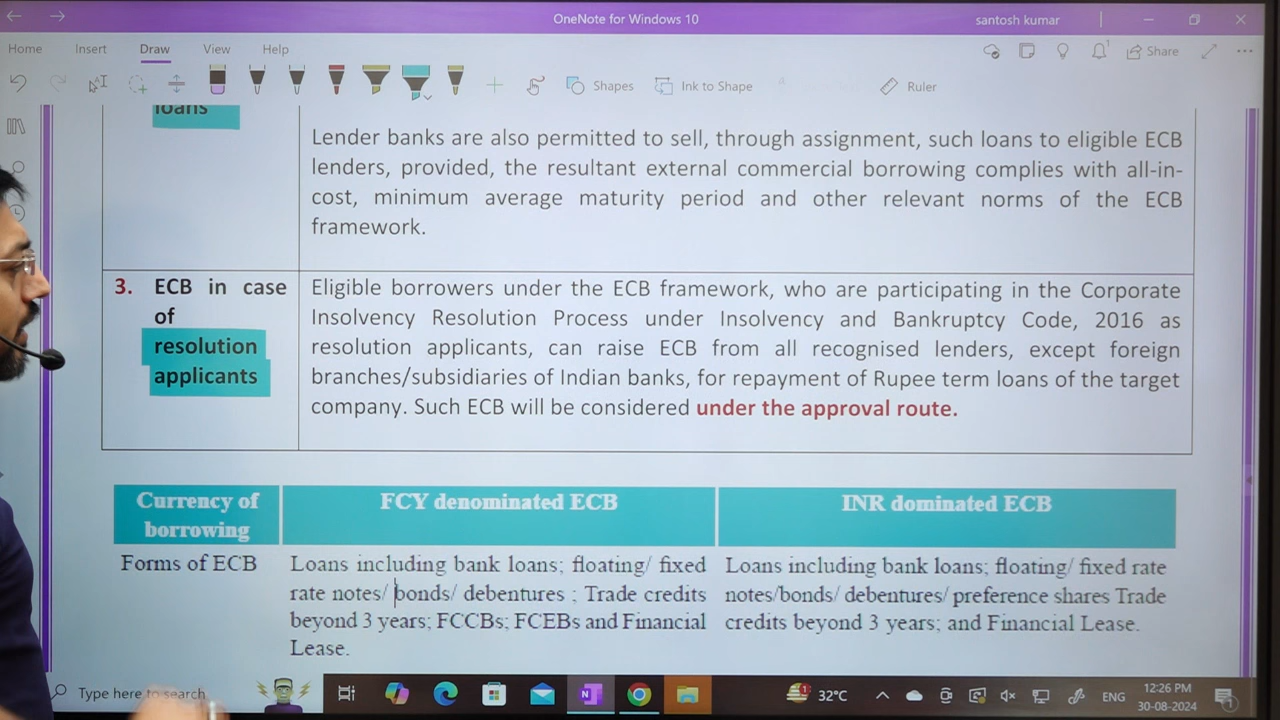 OneNote for Windows 10
santosh kumar
Home Insert Draw View Help
Share
Shapes Ink to Shape Ruler
loans
Lender banks are also permitted to sell, through assignment, such loans to eligible ECB
lenders, provided, the resultant external commercial borrowing complies with all-in-
cost, minimum average maturity period and other relevant norms of the ECB
framework.
3. ECB in case
of
resolution
applicants
Eligible borrowers under the ECB framework, who are participating in the Corporate
Insolvency Resolution Process under Insolvency and Bankruptcy Code, 2016 as
resolution applicants, can raise ECB from all recognised lenders, except foreign
branches/subsidiaries of Indian banks, for repayment of Rupee term loans of the target
company. Such ECB will be considered under the approval route.
Currency of
borrowing
FCY denominated ECB
INR dominated ECB
Forms of ECB
Loans including bank loans; floating/ fixed
rate notes/ bonds/ debentures ; Trade credits
beyond 3 years; FCCBs; FCEBs and Financial
Lease.
Loans including bank loans; floating/ fixed rate
notes/bonds/ debentures/ preference shares Trade
credits beyond 3 years; and Financial Lease.
Type here to search
32°C
ENG
12:26 PM
30-08-2024